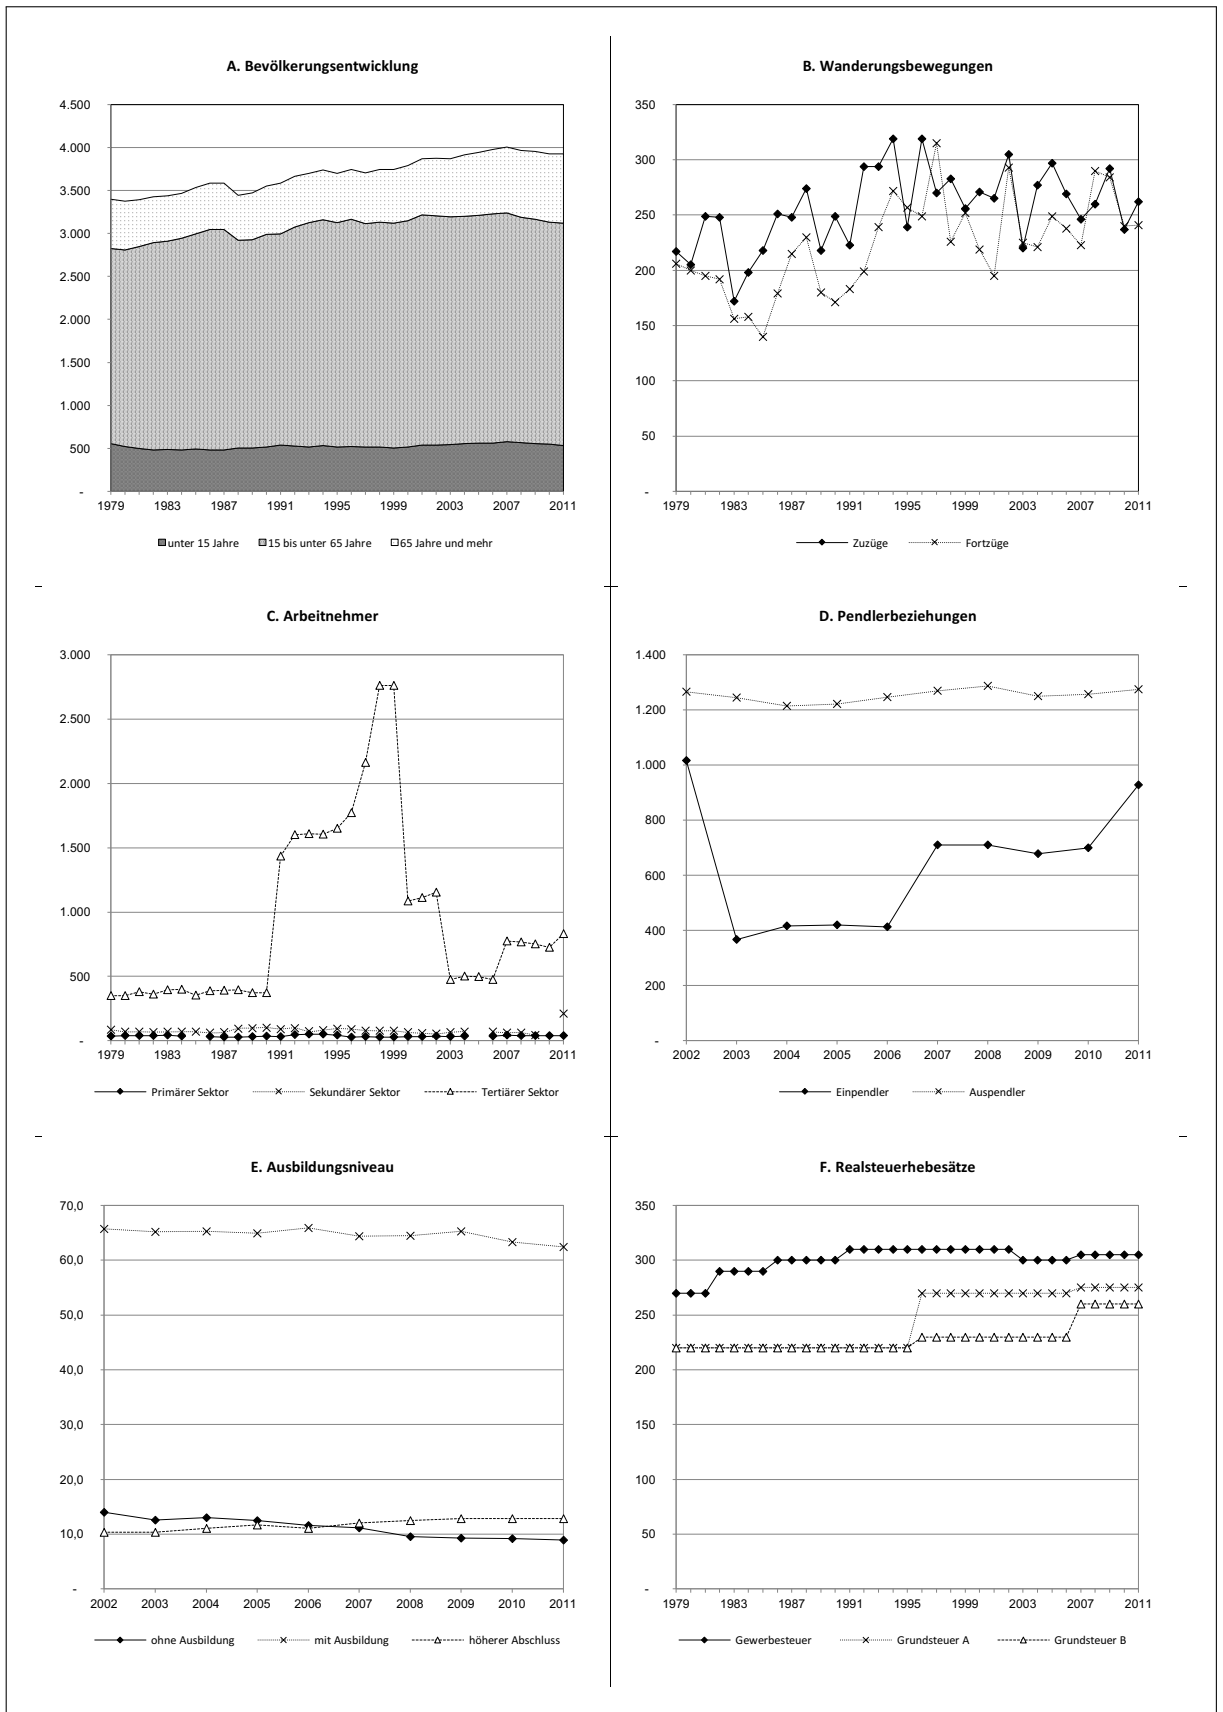 A. Bevölkerungsentwicklung
4.500
4.000
3.500
3.000
2.500
2.000
1.500
1.000
500
-
1979 1983 1987 1991 1995 1999 2003 2007 2011
unter 15 Jahre 15 bis unter 65 Jahre 65 Jahre und mehr
B. Wanderungsbewegungen
350
300
250
200
150
100
50
-
1979 1983 1987 1991 1995 1999 2003 2007 2011
Zuzüge Fortzüge
C. Arbeitnehmer
3.000
2.500
2.000
1.500
1.000
500
-
1979 1983 1987 1991 1995 1999 2003 2007 2011
Primärer Sektor Sekundärer Sektor Tertiärer Sektor
D. Pendlerbeziehungen
1.400
1.200
1.000
800
600
400
200
-
2002 2003 2004 2005 2006 2007 2008 2009 2010 2011
Einpendler Auspendler
E. Ausbildungsniveau
70,0
60,0
50,0
40,0
30,0
20,0
10,0
-
2002 2003 2004 2005 2006 2007 2008 2009 2010 2011
ohne Ausbildung mit Ausbildung höherer Abschluss
F. Realsteuerhebesätze
350
300
250
200
150
100
50
-
1979 1983 1987 1991 1995 1999 2003 2007 2011
Gewerbesteuer Grundsteuer A Grundsteuer B